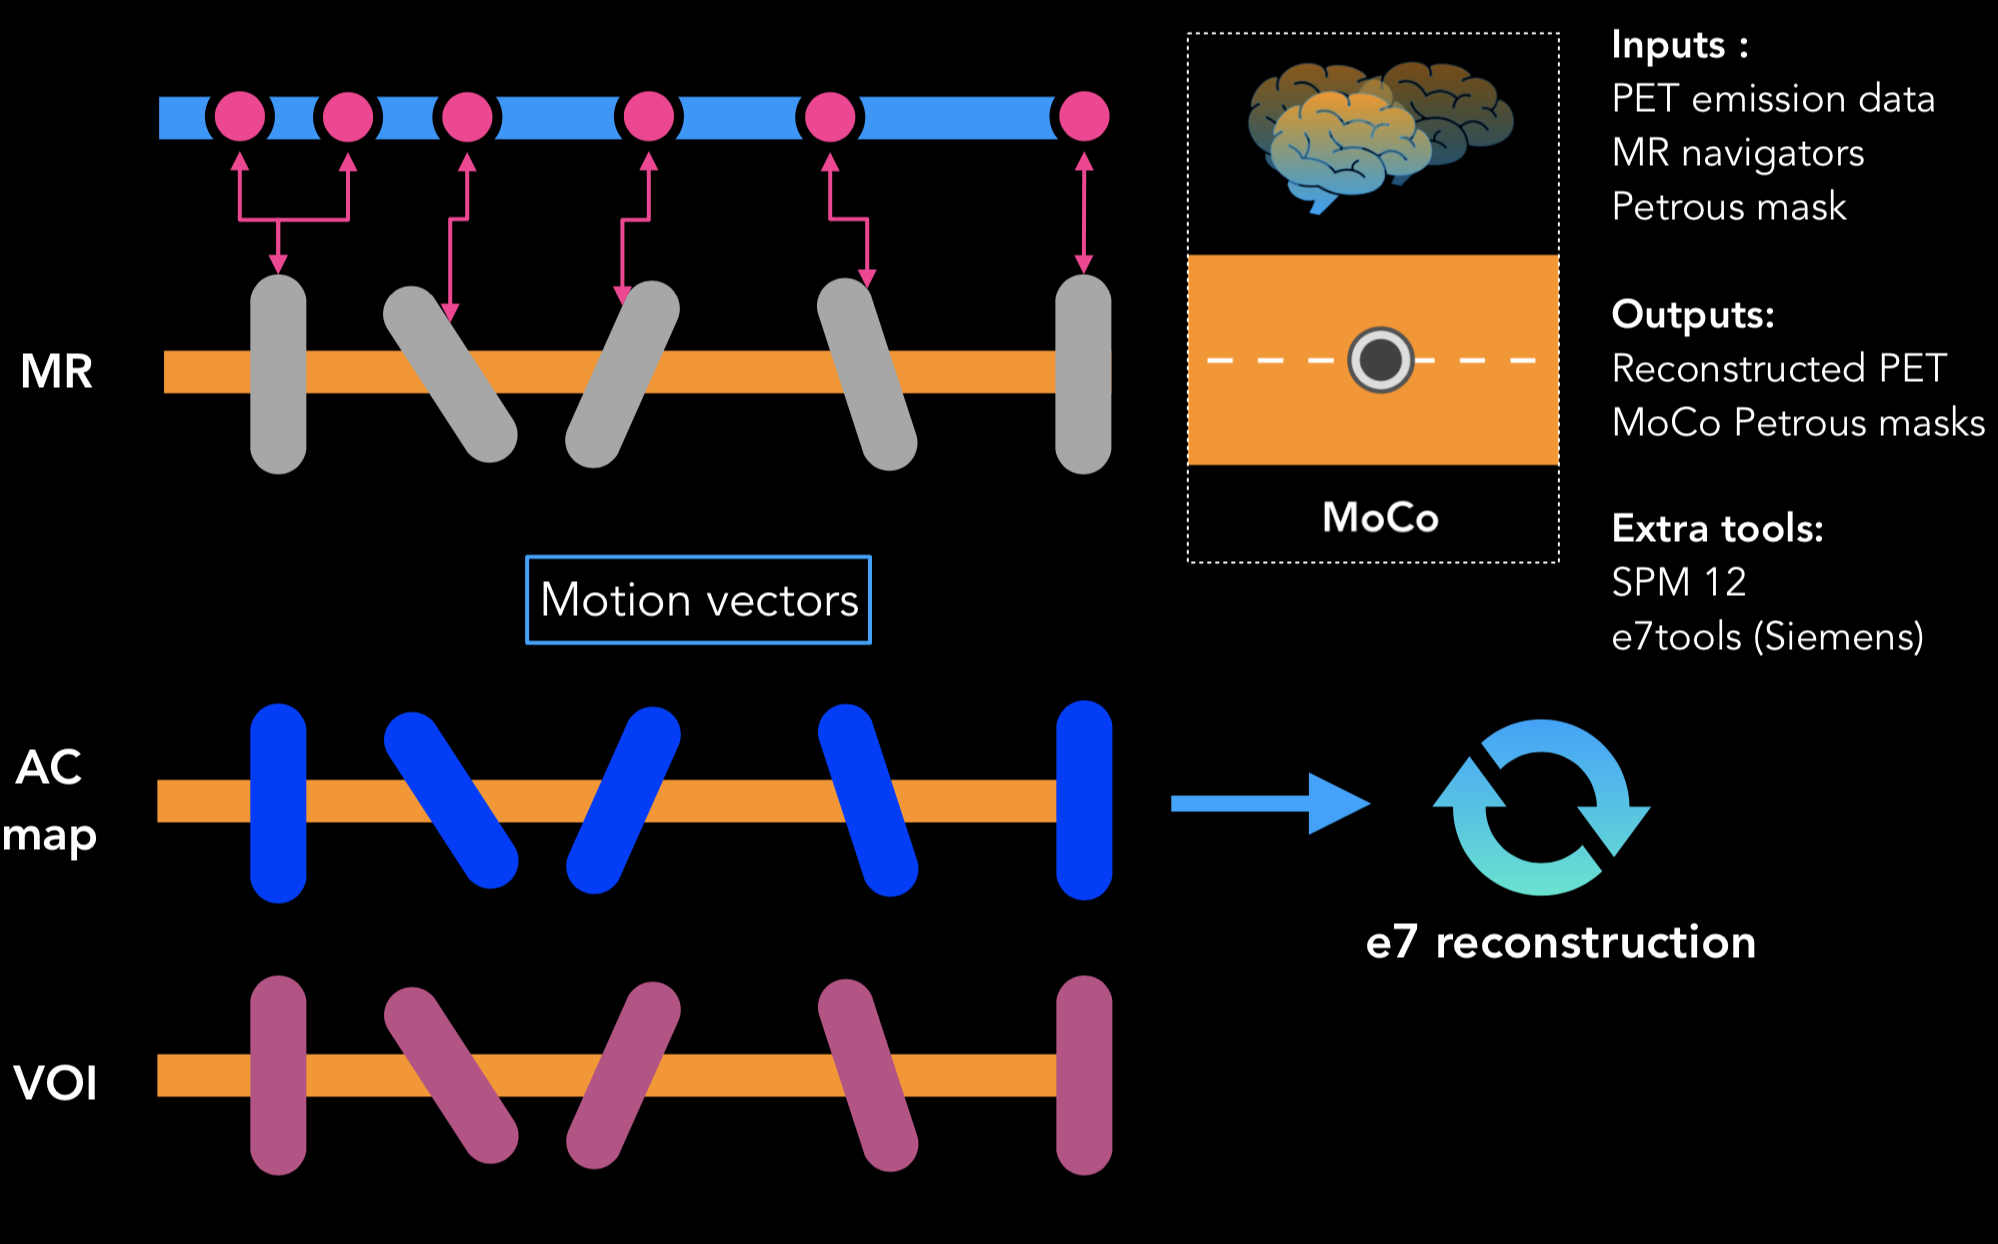 MR
Motion vectors
AC
map
VOI
MoCo
Inputs :
PET emission data
MR navigators
Petrous mask
Outputs:
Reconstructed PET
MoCo Petrous masks
Extra tools:
SPM 12
e7tools (Siemens)
e7 reconstruction